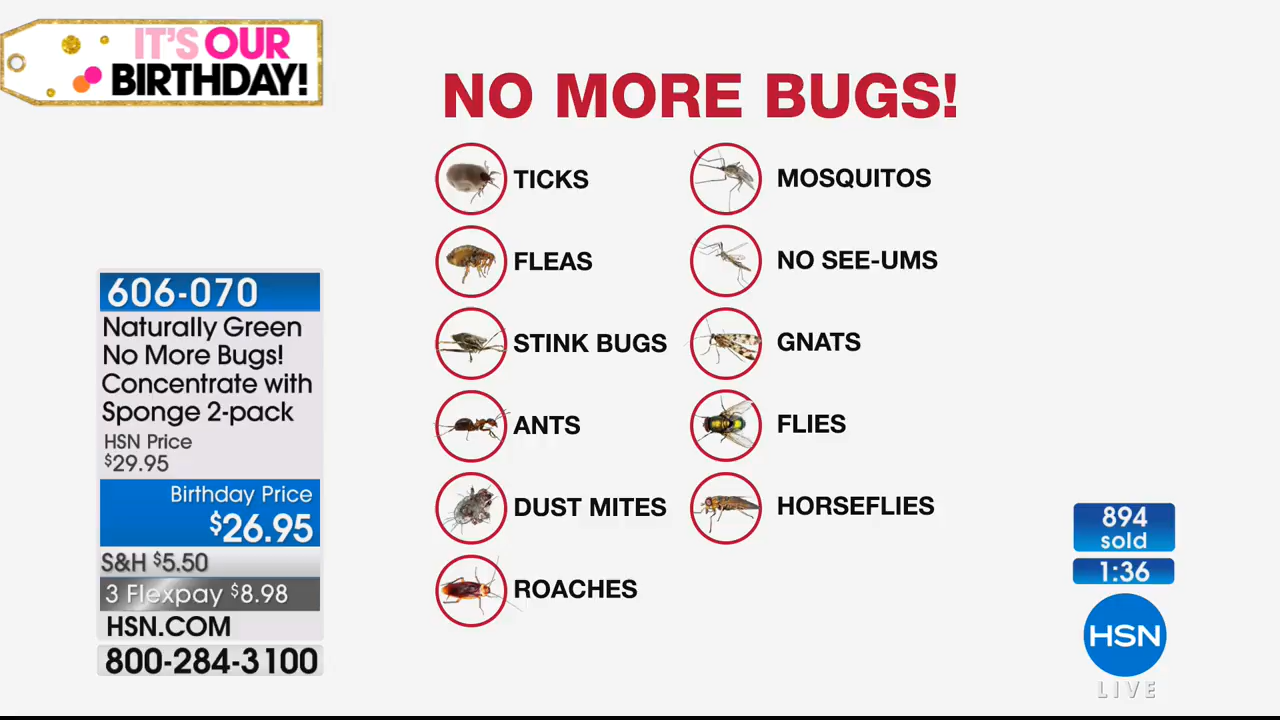 IT'S OUR
BIRTHDAY!
NO MORE BUGS!
TICKS
FLEAS
STINK BUGS
ANTS
DUST MITES
ROACHES
MOSQUITOS
NO SEE-UMS
GNATS
FLIES
HORSEFLIES
606-070
Naturally Green
No More Bugs!
Concentrate with
Sponge 2-pack
HSN Price
$29.95
Birthday Price
$26.95
S&H $5.50
3 Flexpay $8.98
HSN.COM
800-284-3100
894
sold
1:36
HSN
LIVE